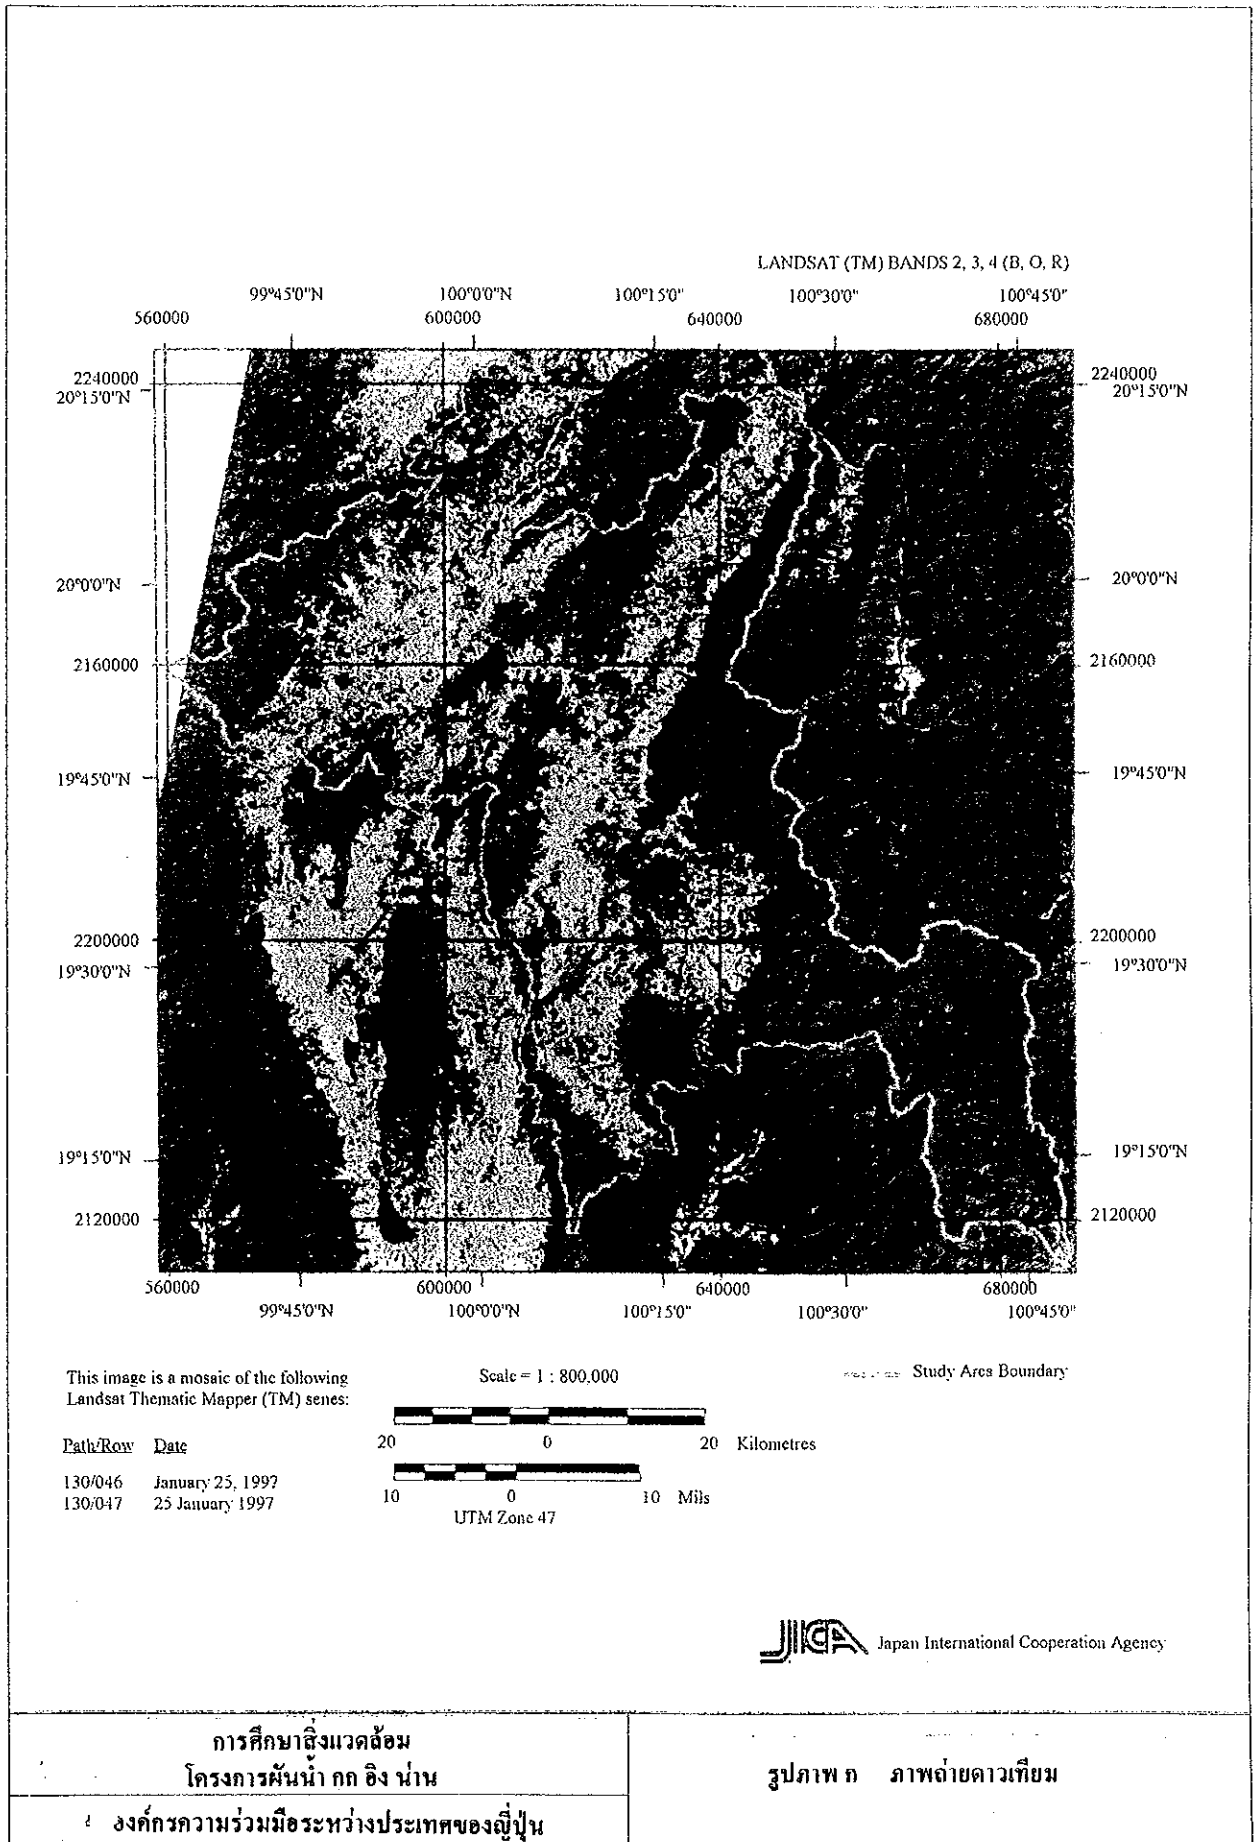 LANDSAT (TM) BANDS 2, 3, 4 (B, O, R)
99°45'0"N 100°0'0"N 100°15'0" 100°30'0" 100°45'0"
560000 600000 640000 680000
2240000 2240000
20°15'0"N 20°15'0"N
20°0'0"N 20°0'0"N
2160000 2160000
19°45'0"N 19°45'0"N
2200000 2200000
19°30'0"N 19°30'0"N
19°15'0"N 19°15'0"N
2120000 2120000
560000 600000 640000 680000
99°45'0"N 100°0'0"N 100°15'0" 100°30'0" 100°45'0"
This image is a mosaic of the following
Landsat Thematic Mapper (TM) senes:
Path/Row Date
130/046 January 25, 1997
130/047 25 January 1997
Scale = 1 : 800,000
20 0 20 Kilometres
10 0 10 Mils
UTM Zone 47
Study Area Boundary
JICA Japan International Cooperation Agency
การศึกษาสิ่งแวดล้อม
โครงการผันน้ำ กก อิง น่าน
องค์กรความร่วมมือระหว่างประเทศของญี่ปุ่น
รูปภาพ ก ภาพถ่ายดาวเทียม